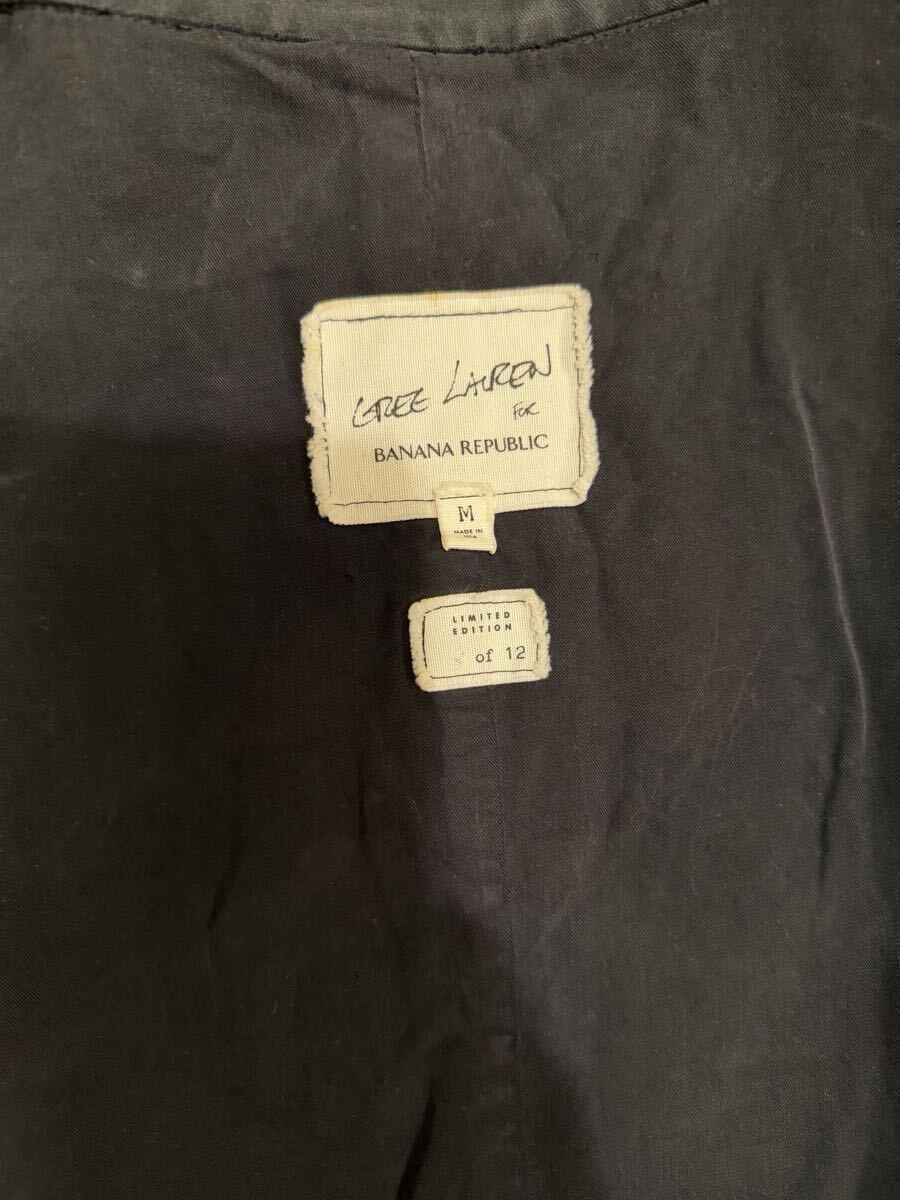 GREG LAUREN
FOR
BANANA REPUBLIC
M
MADE IN
USA
LIMITED
EDITION
of 12